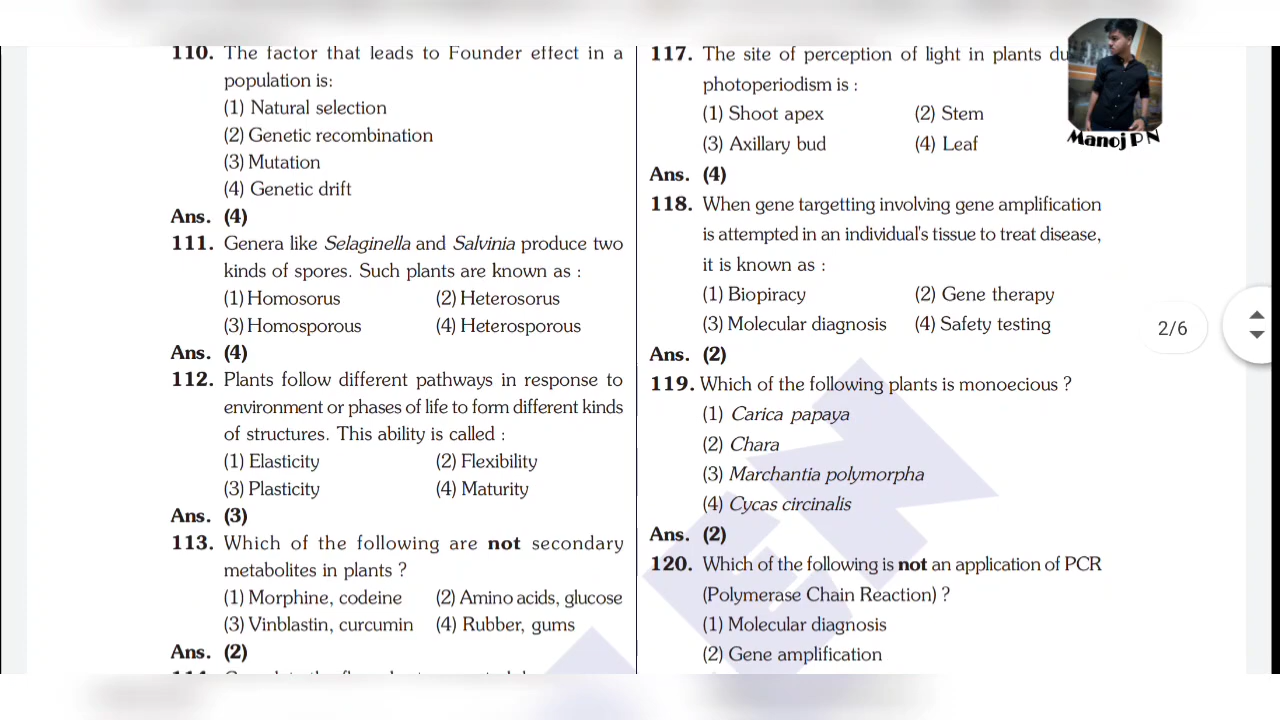 110. The factor that leads to Founder effect in a
population is:
(1) Natural selection
(2) Genetic recombination
(3) Mutation
(4) Genetic drift
Ans. (4)
111. Genera like Selaginella and Salvinia produce two
kinds of spores. Such plants are known as :
(1) Homosorus (2) Heterosorus
(3) Homosporous (4) Heterosporous
Ans. (4)
112. Plants follow different pathways in response to
environment or phases of life to form different kinds
of structures. This ability is called :
(1) Elasticity (2) Flexibility
(3) Plasticity (4) Maturity
Ans. (3)
113. Which of the following are not secondary
metabolites in plants ?
(1) Morphine, codeine (2) Amino acids, glucose
(3) Vinblastin, curcumin (4) Rubber, gums
Ans. (2)
117. The site of perception of light in plants du
photoperiodism is :
(1) Shoot apex (2) Stem
(3) Axillary bud (4) Leaf
Ans. (4)
118. When gene targetting involving gene amplification
is attempted in an individual's tissue to treat disease,
it is known as :
(1) Biopiracy (2) Gene therapy
(3) Molecular diagnosis (4) Safety testing
Ans. (2)
119. Which of the following plants is monoecious ?
(1) Carica papaya
(2) Chara
(3) Marchantia polymorpha
(4) Cycas circinalis
Ans. (2)
120. Which of the following is not an application of PCR
(Polymerase Chain Reaction) ?
(1) Molecular diagnosis
(2) Gene amplification
Manoj P N
2/6